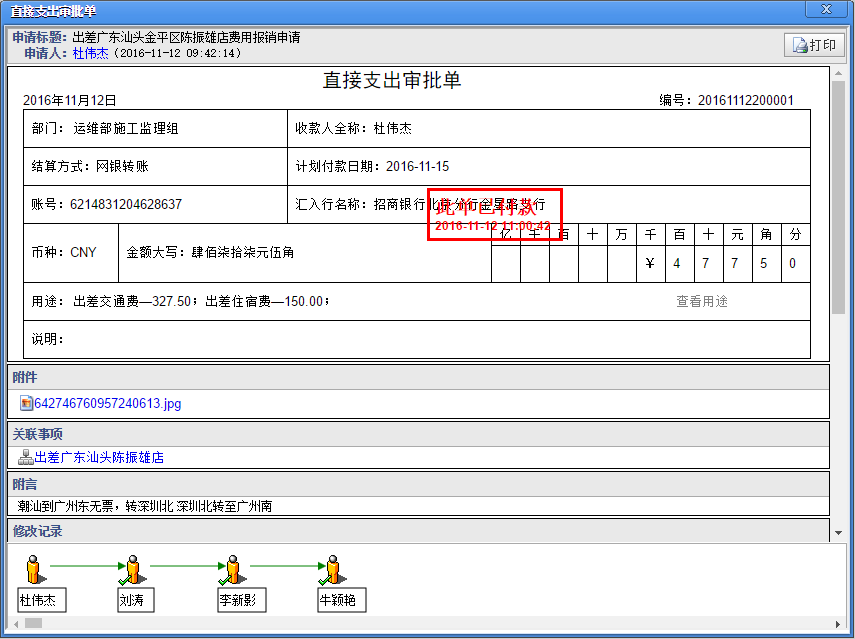 直接支出审批单
申请标题：出差广东汕头金平区陈振雄店费用报销申请
打印
申请人：杜伟杰（2016-11-12 09:42:14）
直接支出审批单
2016年11月12日 编号：20161112200001
部门：运维部施工监理组 收款人全称：杜伟杰
结算方式：网银转账 计划付款日期：2016-11-15
账号：6214831204628637 汇入行名称：招商银行北京分行金星路支行
此单已付款
2016-11-12 11:00:42
币种：CNY 金额大写：肆佰柒拾柒元伍角
亿 千 百 十 万 千 百 十 元 角 分
¥ 4 7 7 5 0
用途：出差交通费—327.50；出差住宿费—150.00； 查看用途
说明：
附件
642746760957240613.jpg
关联事项
出差广东汕头陈振雄店
附言
潮汕到广州东无票，转深圳北 深圳北转至广州南
修改记录
杜伟杰 刘涛 李新影 牛颖艳